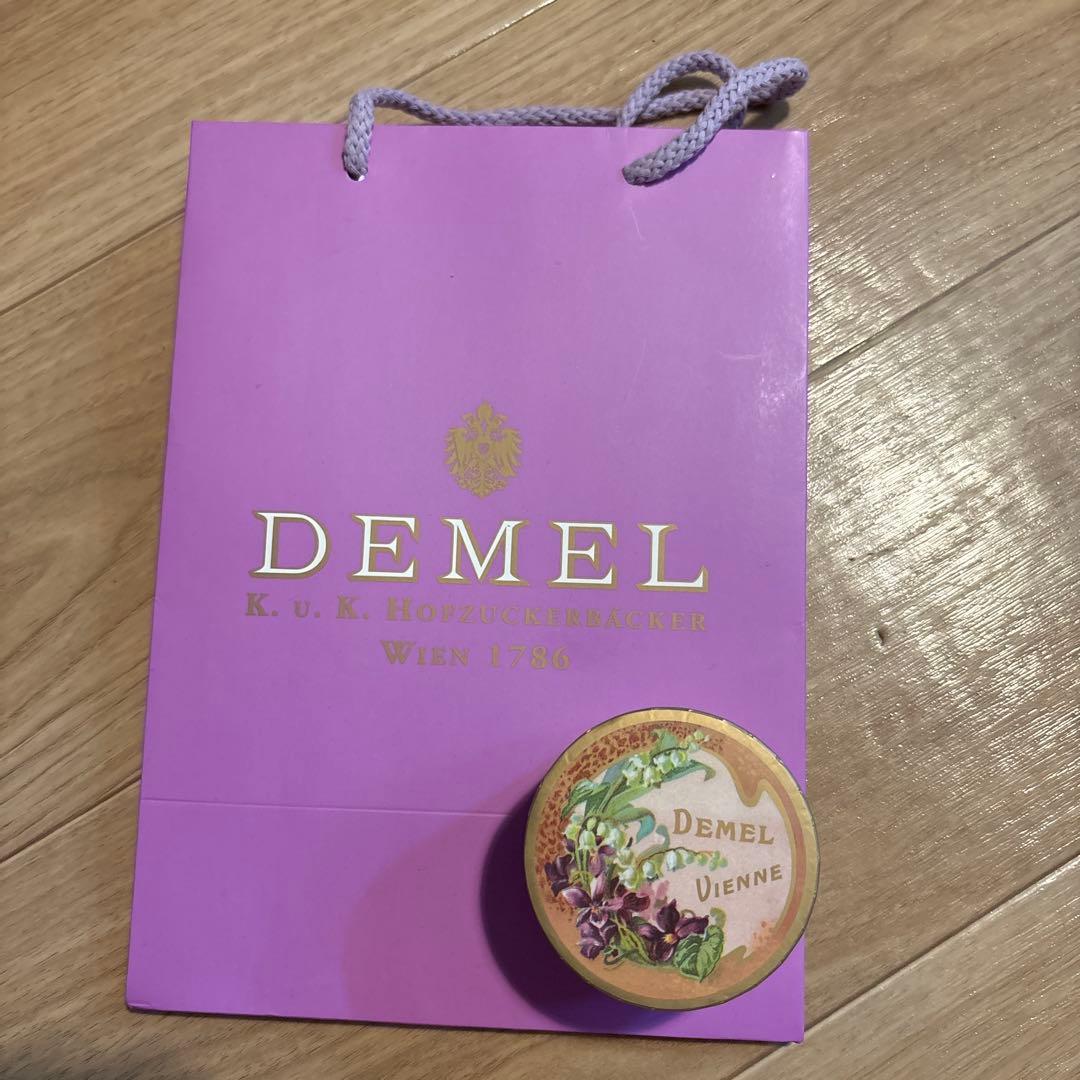 DEMEL
K. u. K. Hofzuckerbäcker
Wien 1786
Demel
Vienne